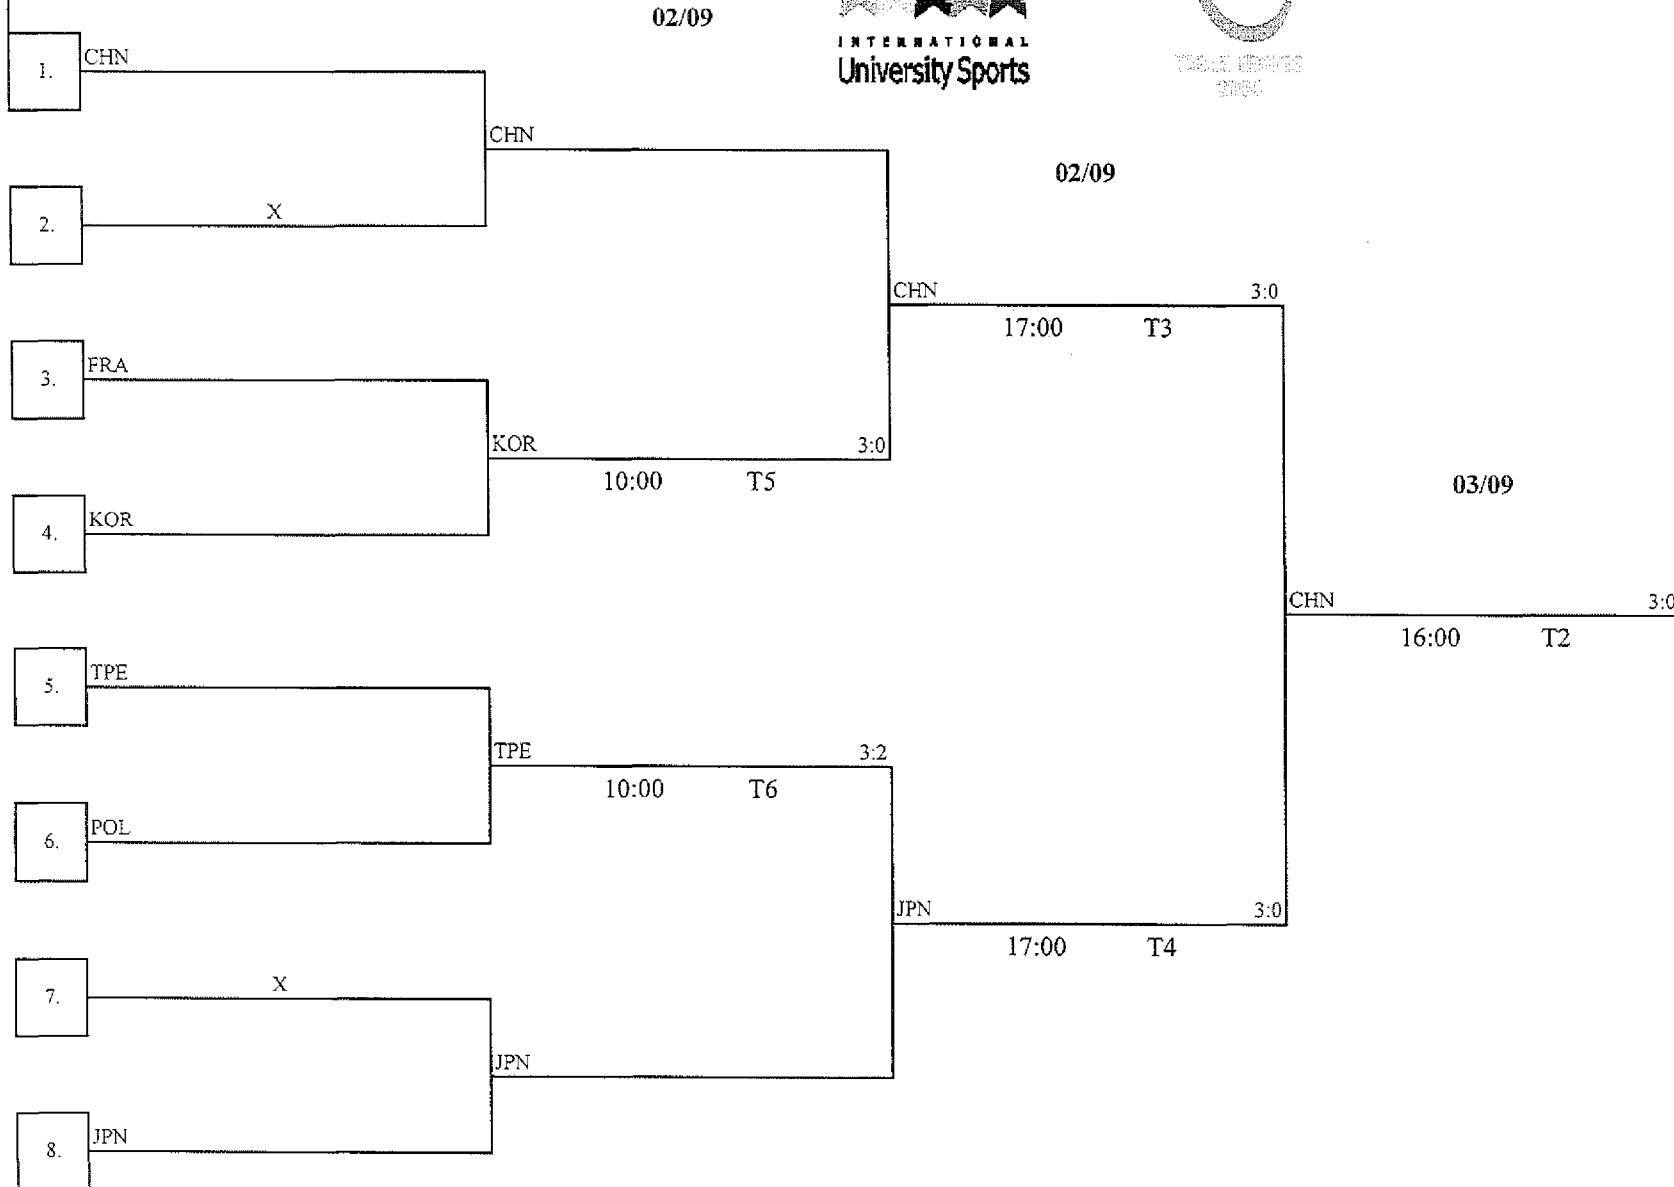 02/09
INTERNATIONAL
University Sports
1. CHN
CHN
02/09
2. X
CHN 3:0
17:00 T3
3. FRA
KOR 3:0
10:00 T5
03/09
4. KOR
CHN 3:0
16:00 T2
5. TPE
TPE 3:2
10:00 T6
6. POL
JPN 3:0
17:00 T4
7. X
JPN
8. JPN